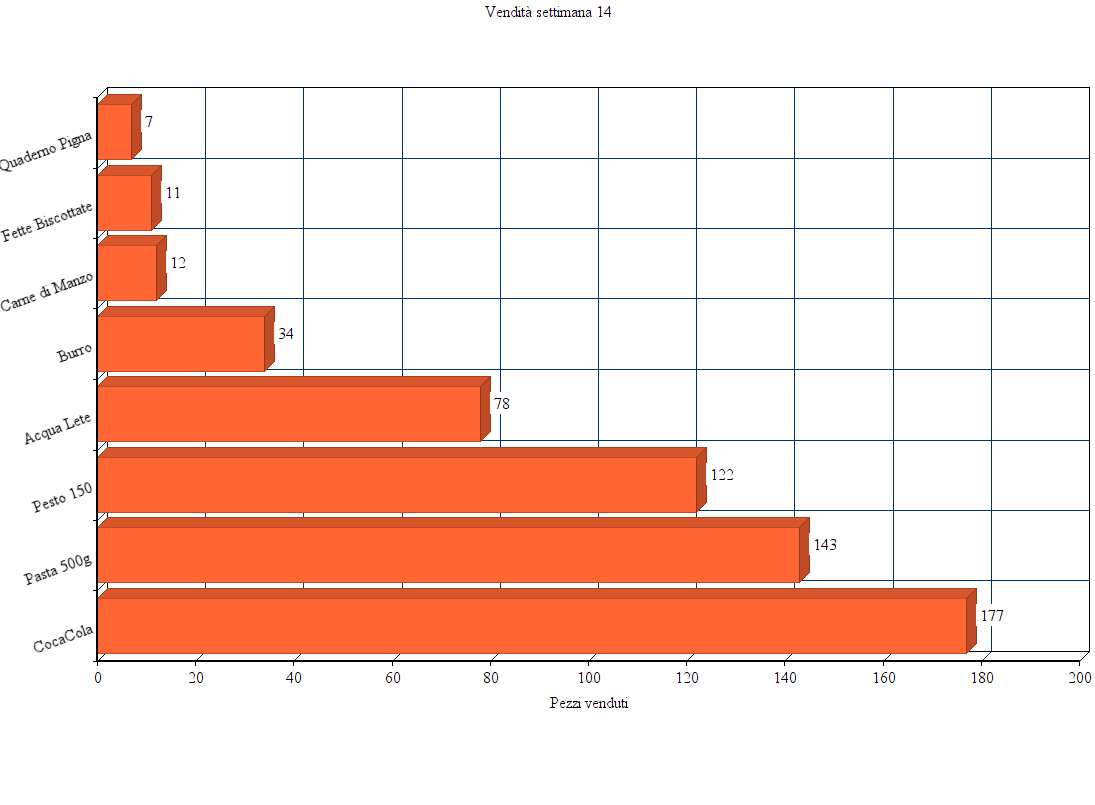 Vendità settimana 14
Quaderno Pigna
7
Fette Biscottate
11
Carne di Manzo
12
Burro
34
Acqua Lete
78
Pesto 150
122
Pasta 500g
143
CocaCola
177
0 20 40 60 80 100 120 140 160 180 200
Pezzi venduti